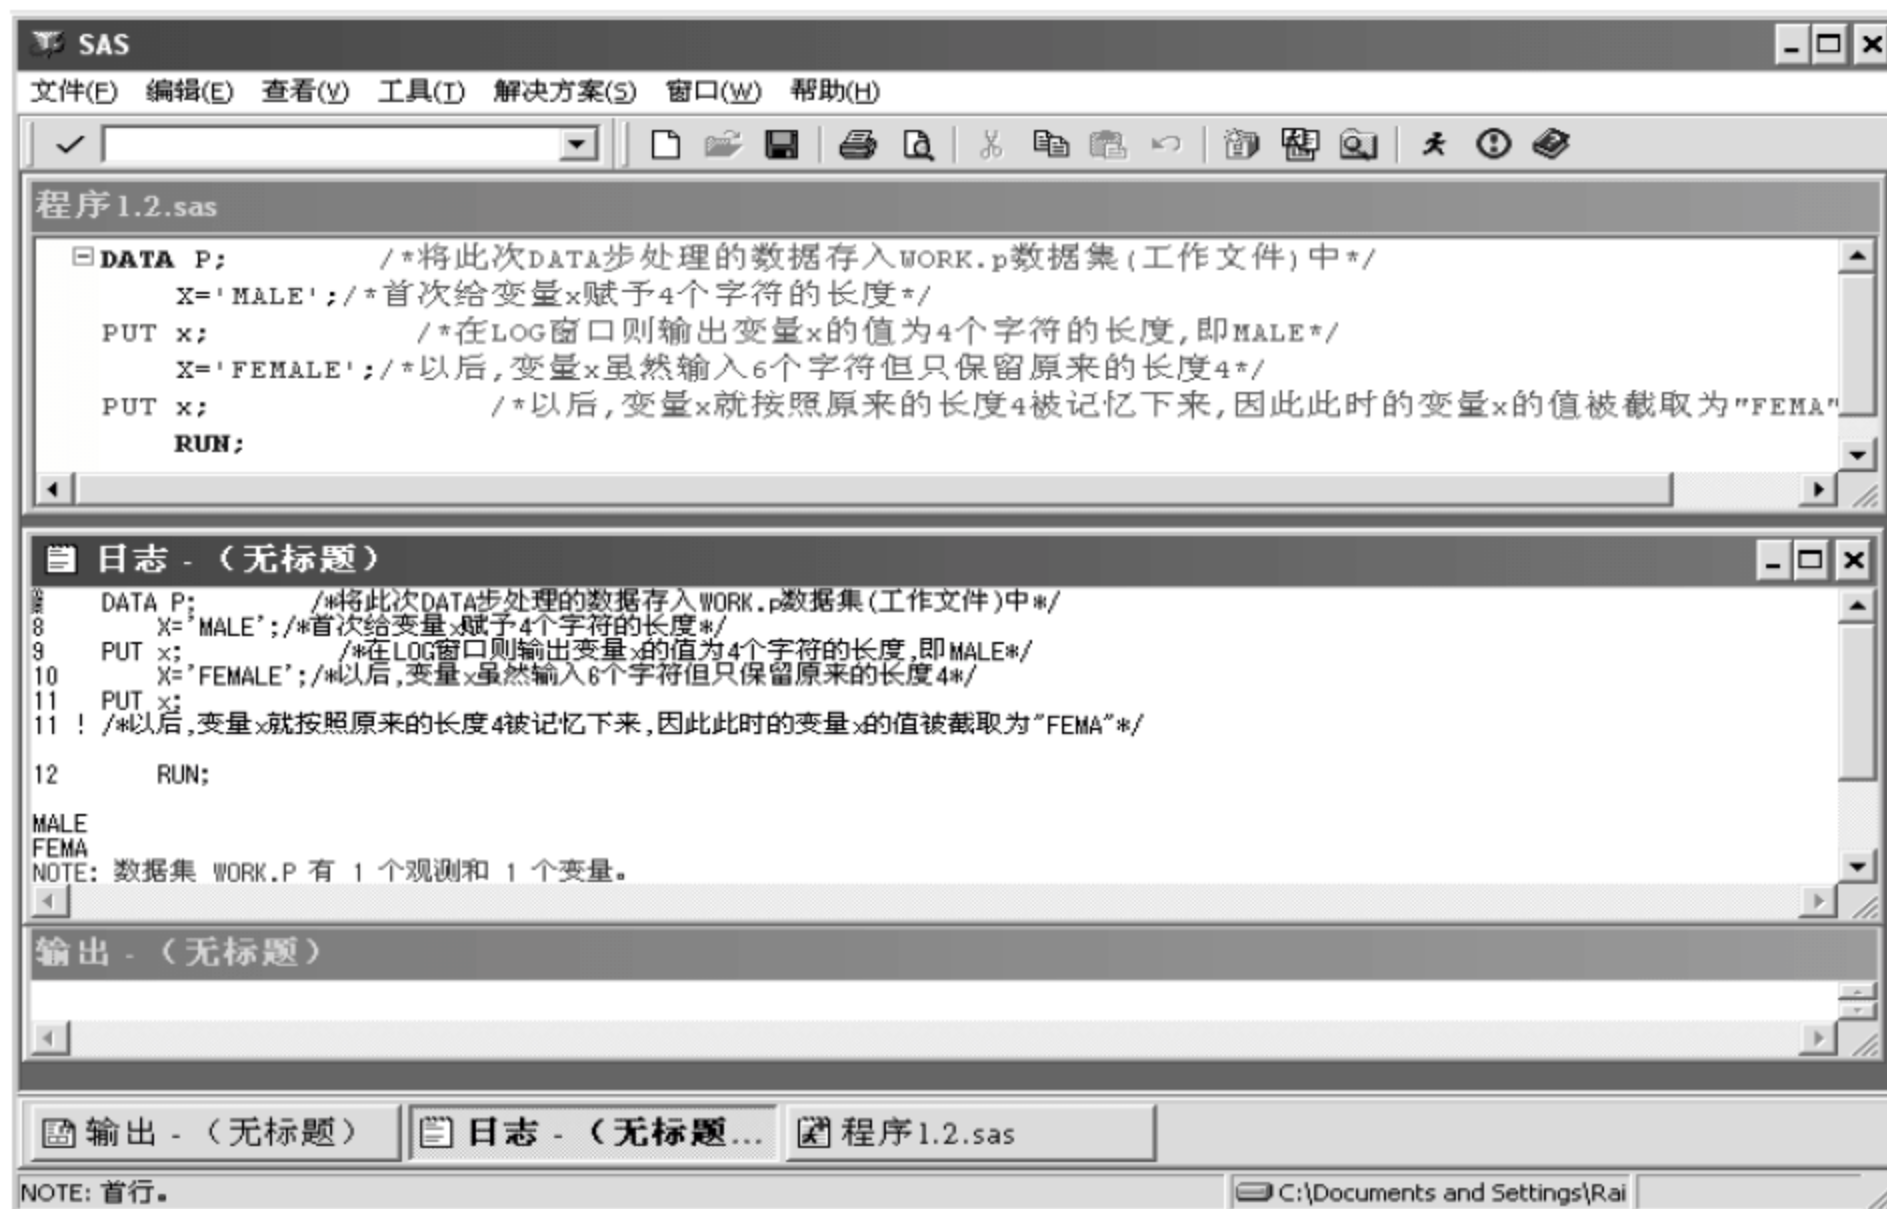 SAS
文件(F) 编辑(E) 查看(V) 工具(T) 解决方案(S) 窗口(W) 帮助(H)
程序1.2.sas
DATA P; /*将此次DATA步处理的数据存入WORK.p数据集(工作文件)中*/
X='MALE';/*首次给变量x赋予4个字符的长度*/
PUT x; /*在LOG窗口则输出变量x的值为4个字符的长度,即MALE*/
X='FEMALE';/*以后,变量x虽然输入6个字符但只保留原来的长度4*/
PUT x; /*以后,变量x就按照原来的长度4被记忆下来,因此此时的变量x的值被截取为"FEMA"
RUN;
日志 - （无标题）
DATA P; /*将此次DATA步处理的数据存入WORK.p数据集(工作文件)中*/
8 X='MALE';/*首次给变量x赋予4个字符的长度*/
9 PUT x; /*在LOG窗口则输出变量x的值为4个字符的长度,即MALE*/
10 X='FEMALE';/*以后,变量x虽然输入6个字符但只保留原来的长度4*/
11 PUT x;
11 ! /*以后,变量x就按照原来的长度4被记忆下来,因此此时的变量x的值被截取为"FEMA"*/
12 RUN;
MALE
FEMA
NOTE: 数据集 WORK.P 有 1 个观测和 1 个变量。
输出 - （无标题）
输出 - （无标题） 日志 - （无标题... 程序1.2.sas
NOTE: 首行。 C:\Documents and Settings\Rai